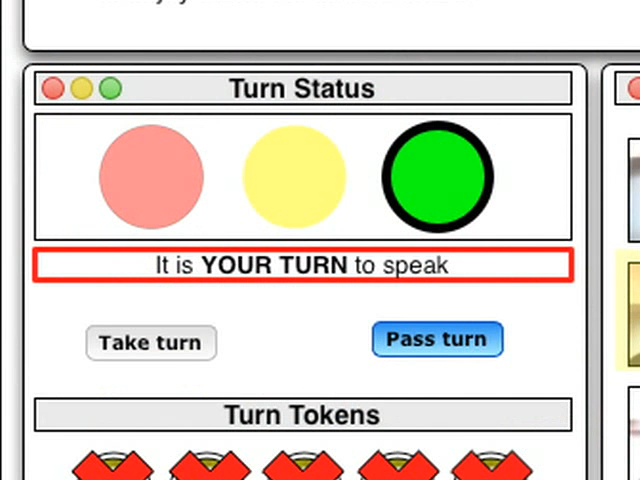 Turn Status
It is YOUR TURN to speak
Take turn
Pass turn
Turn Tokens